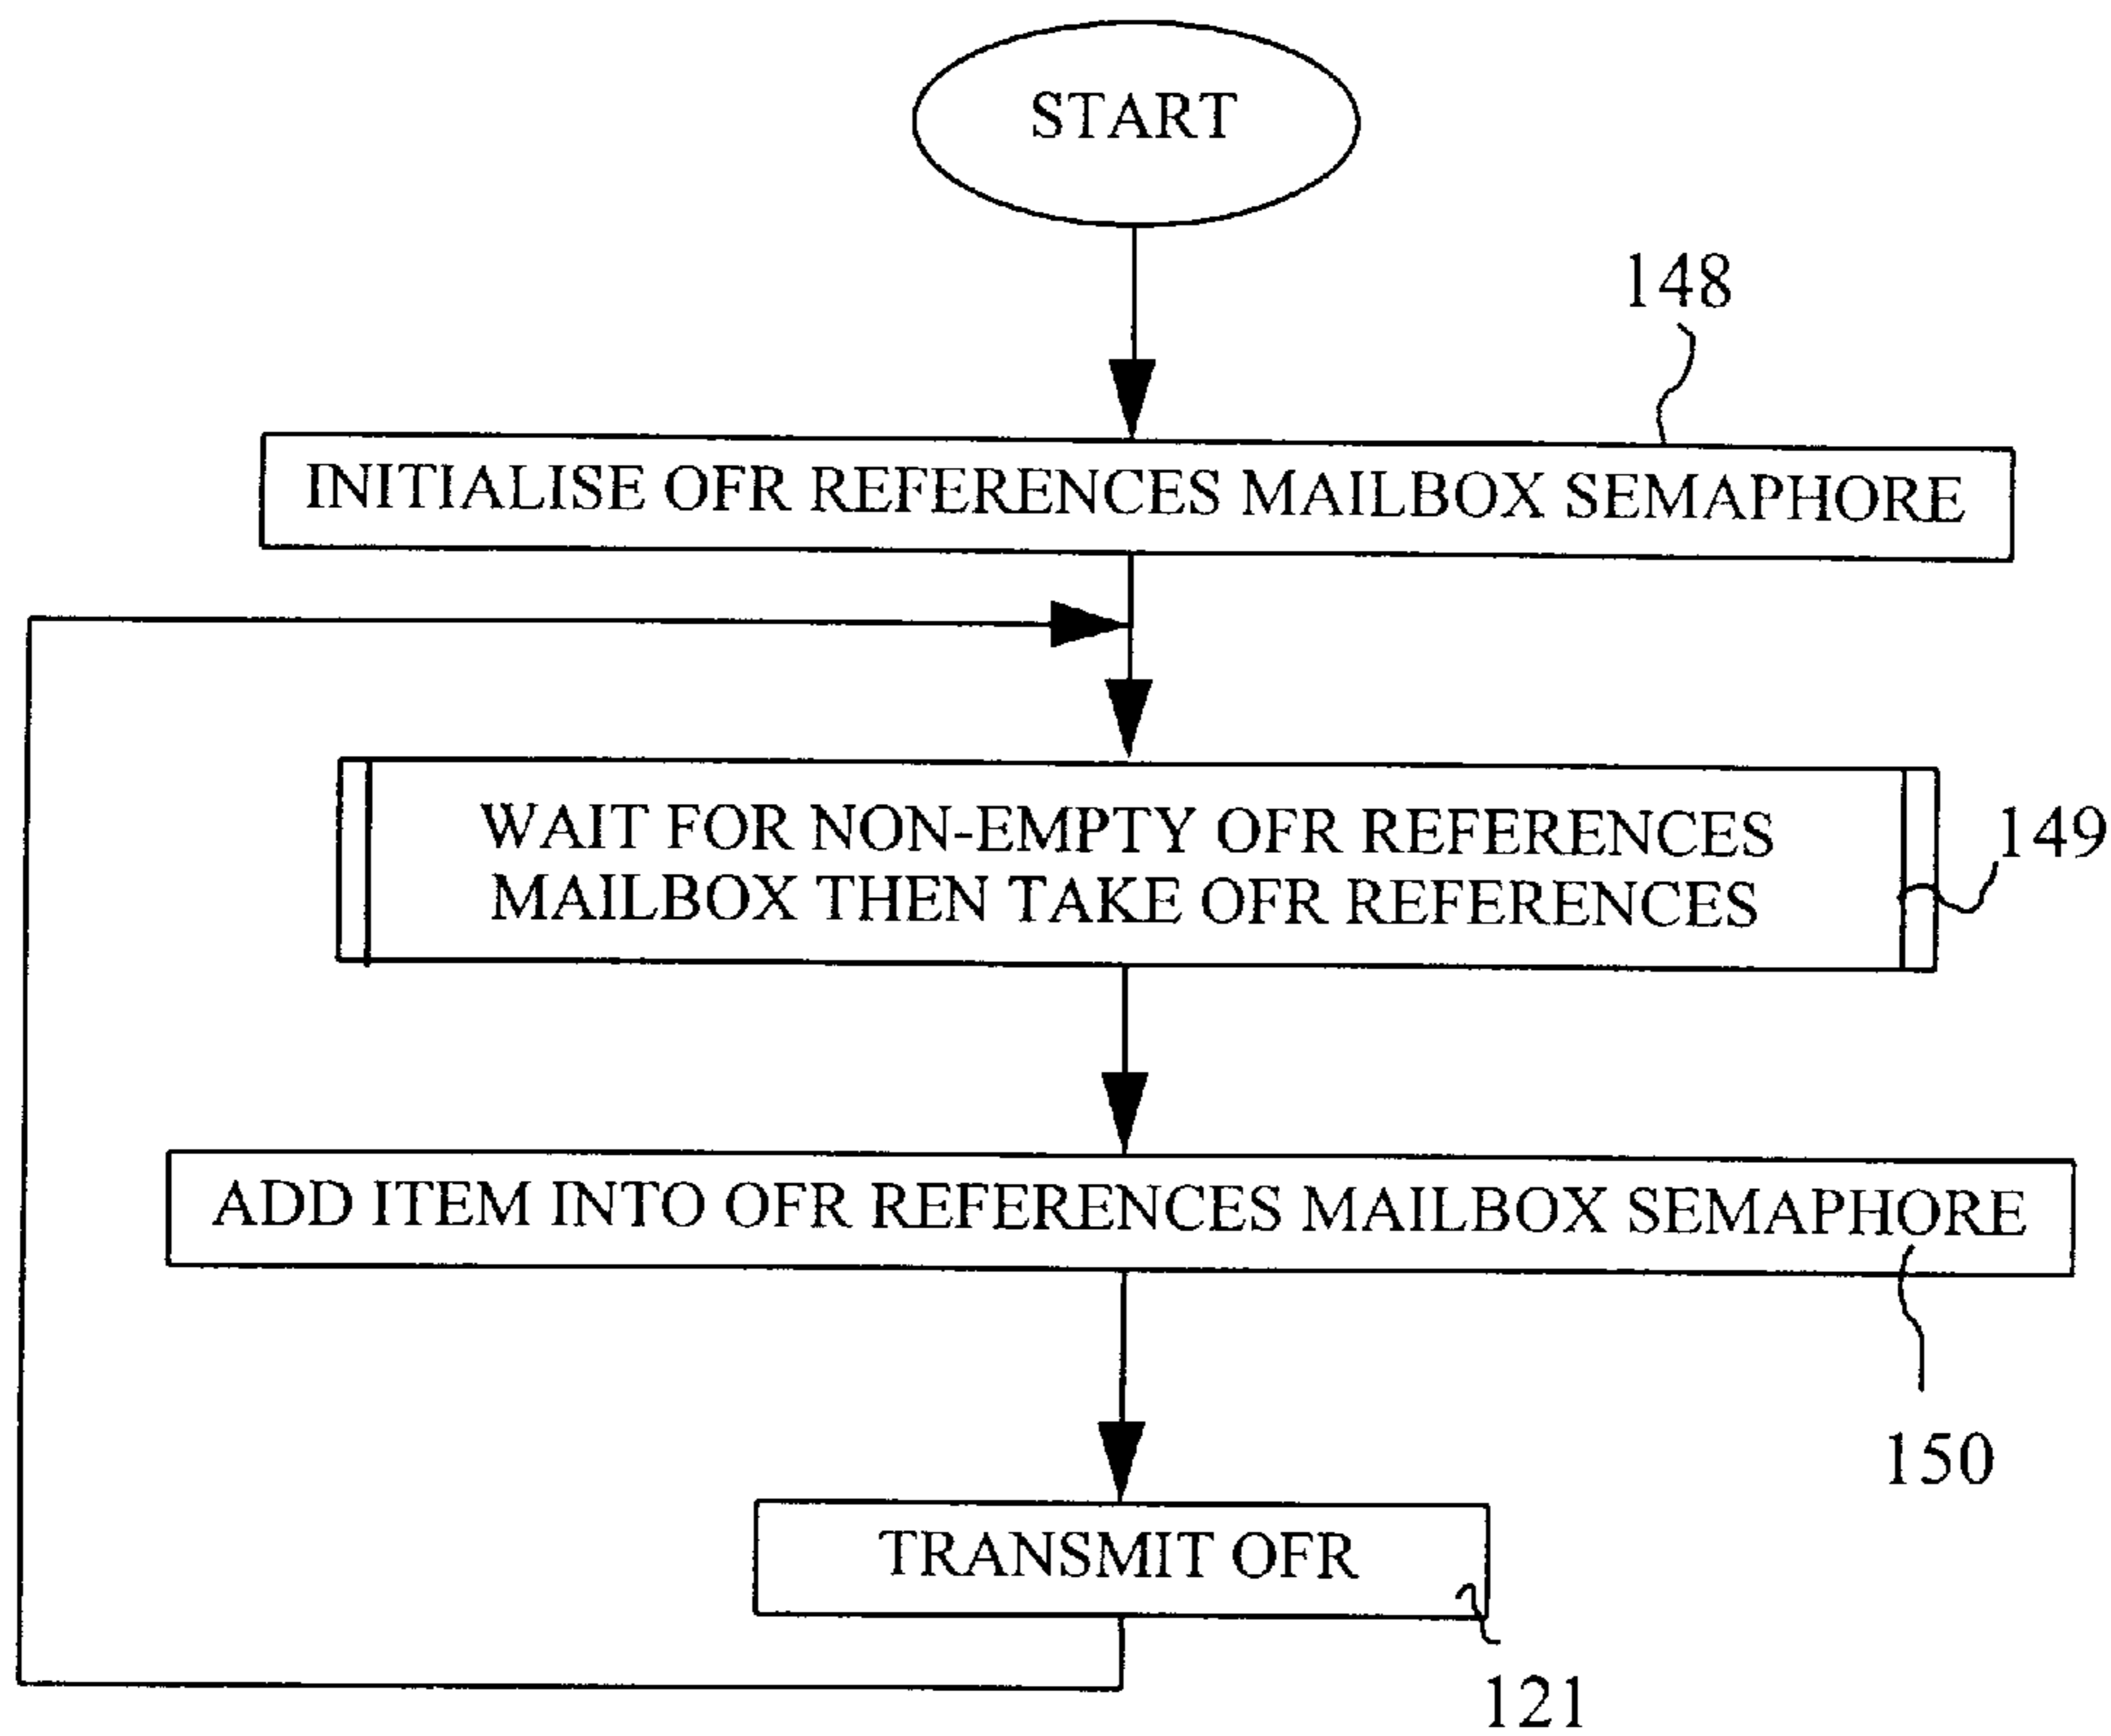 START
148
INITIALISE OFR REFERENCES MAILBOX SEMAPHORE
WAIT FOR NON-EMPTY OFR REFERENCES
MAILBOX THEN TAKE OFR REFERENCES
149
ADD ITEM INTO OFR REFERENCES MAILBOX SEMAPHORE
150
TRANSMIT OFR
121